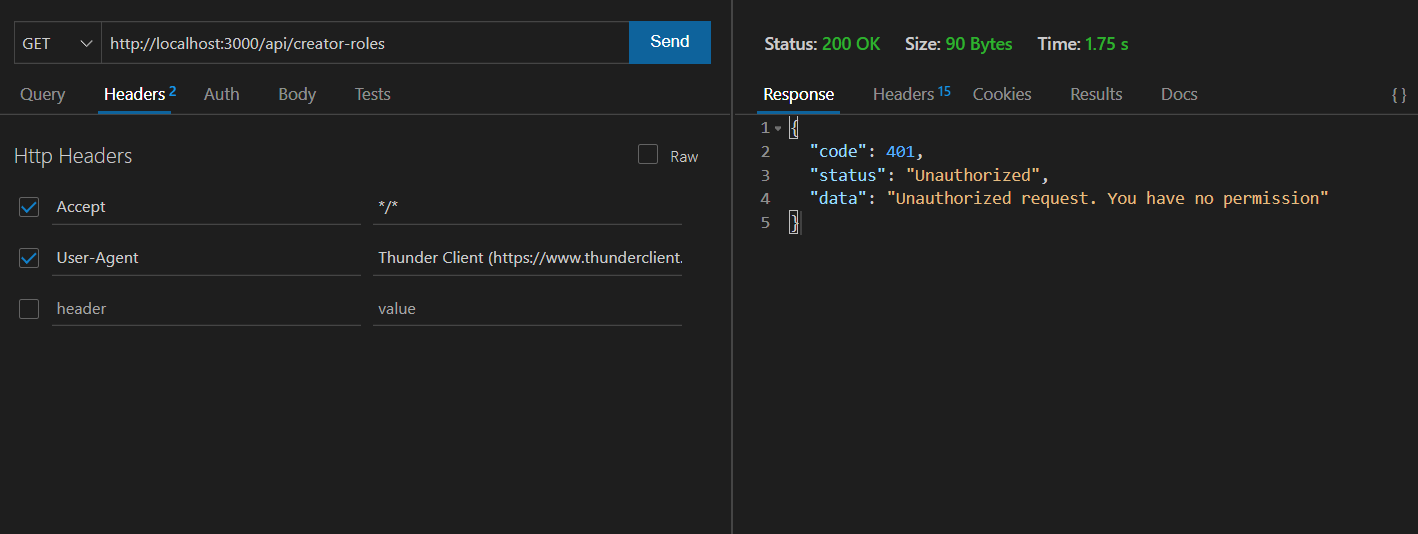 GET http://localhost:3000/api/creator-roles Send
Query Headers 2 Auth Body Tests
Http Headers Raw
Accept */*
User-Agent Thunder Client (https://www.thunderclient.
header value
Status: 200 OK Size: 90 Bytes Time: 1.75 s
Response Headers 15 Cookies Results Docs { }
1 {
2 "code": 401,
3 "status": "Unauthorized",
4 "data": "Unauthorized request. You have no permission"
5 }